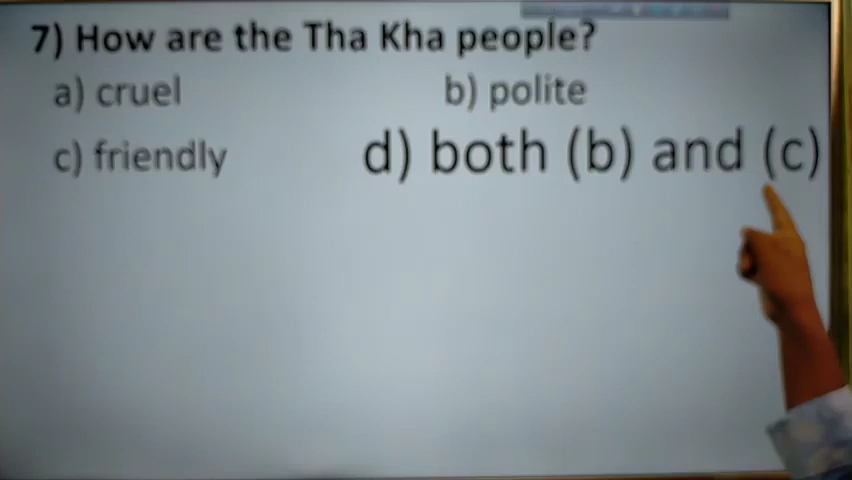 7) How are the Tha Kha people?
a) cruel b) polite
c) friendly d) both (b) and (c)